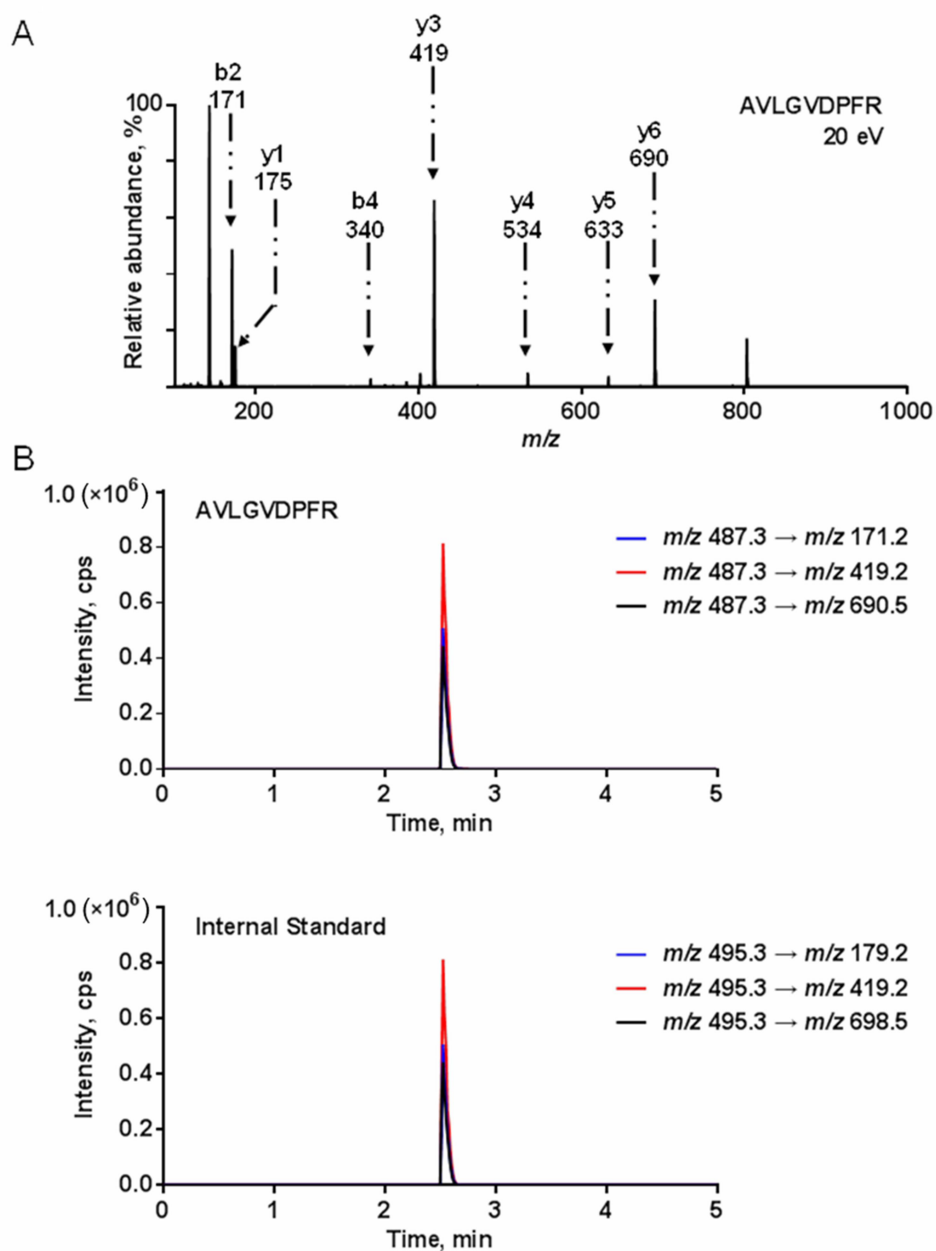 A
y3
419
b2
171
y1
175
b4
340
y4
534
y5
633
y6
690
AVLGVDPFR
20 eV
100
Relative abundance, %
200
400
600
800
1000
m/z
B
1.0 (×10⁶)
0.8
0.6
0.4
0.2
0.0
Intensity, cps
AVLGVDPFR
m/z 487.3 → m/z 171.2
m/z 487.3 → m/z 419.2
m/z 487.3 → m/z 690.5
0
1
2
3
4
5
Time, min
1.0 (×10⁶)
0.8
0.6
0.4
0.2
0.0
Intensity, cps
Internal Standard
m/z 495.3 → m/z 179.2
m/z 495.3 → m/z 419.2
m/z 495.3 → m/z 698.5
0
1
2
3
4
5
Time, min